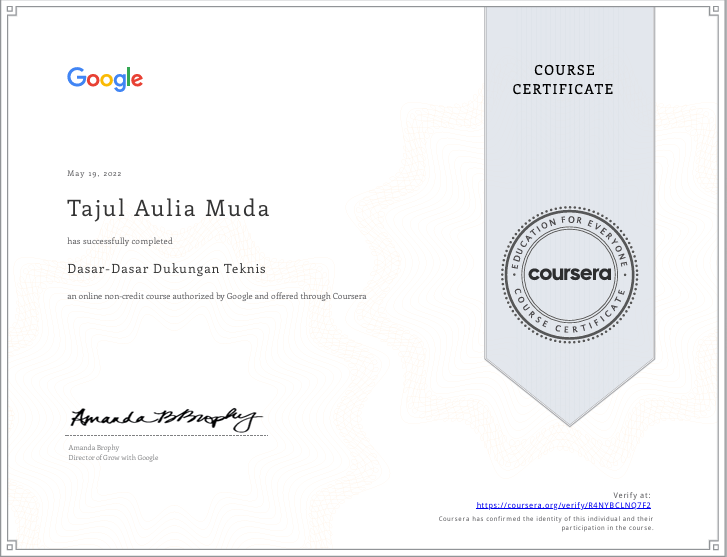 Google
COURSE
CERTIFICATE
May 19, 2022
Tajul Aulia Muda
has successfully completed
Dasar-Dasar Dukungan Teknis
an online non-credit course authorized by Google and offered through Coursera
EDUCATION FOR EVERYONE
coursera
COURSE CERTIFICATE
Amanda B Brophy
Amanda Brophy
Director of Grow with Google
Verify at:
https://coursera.org/verify/R4NYBCLNQ7F2
Coursera has confirmed the identity of this individual and their
participation in the course.